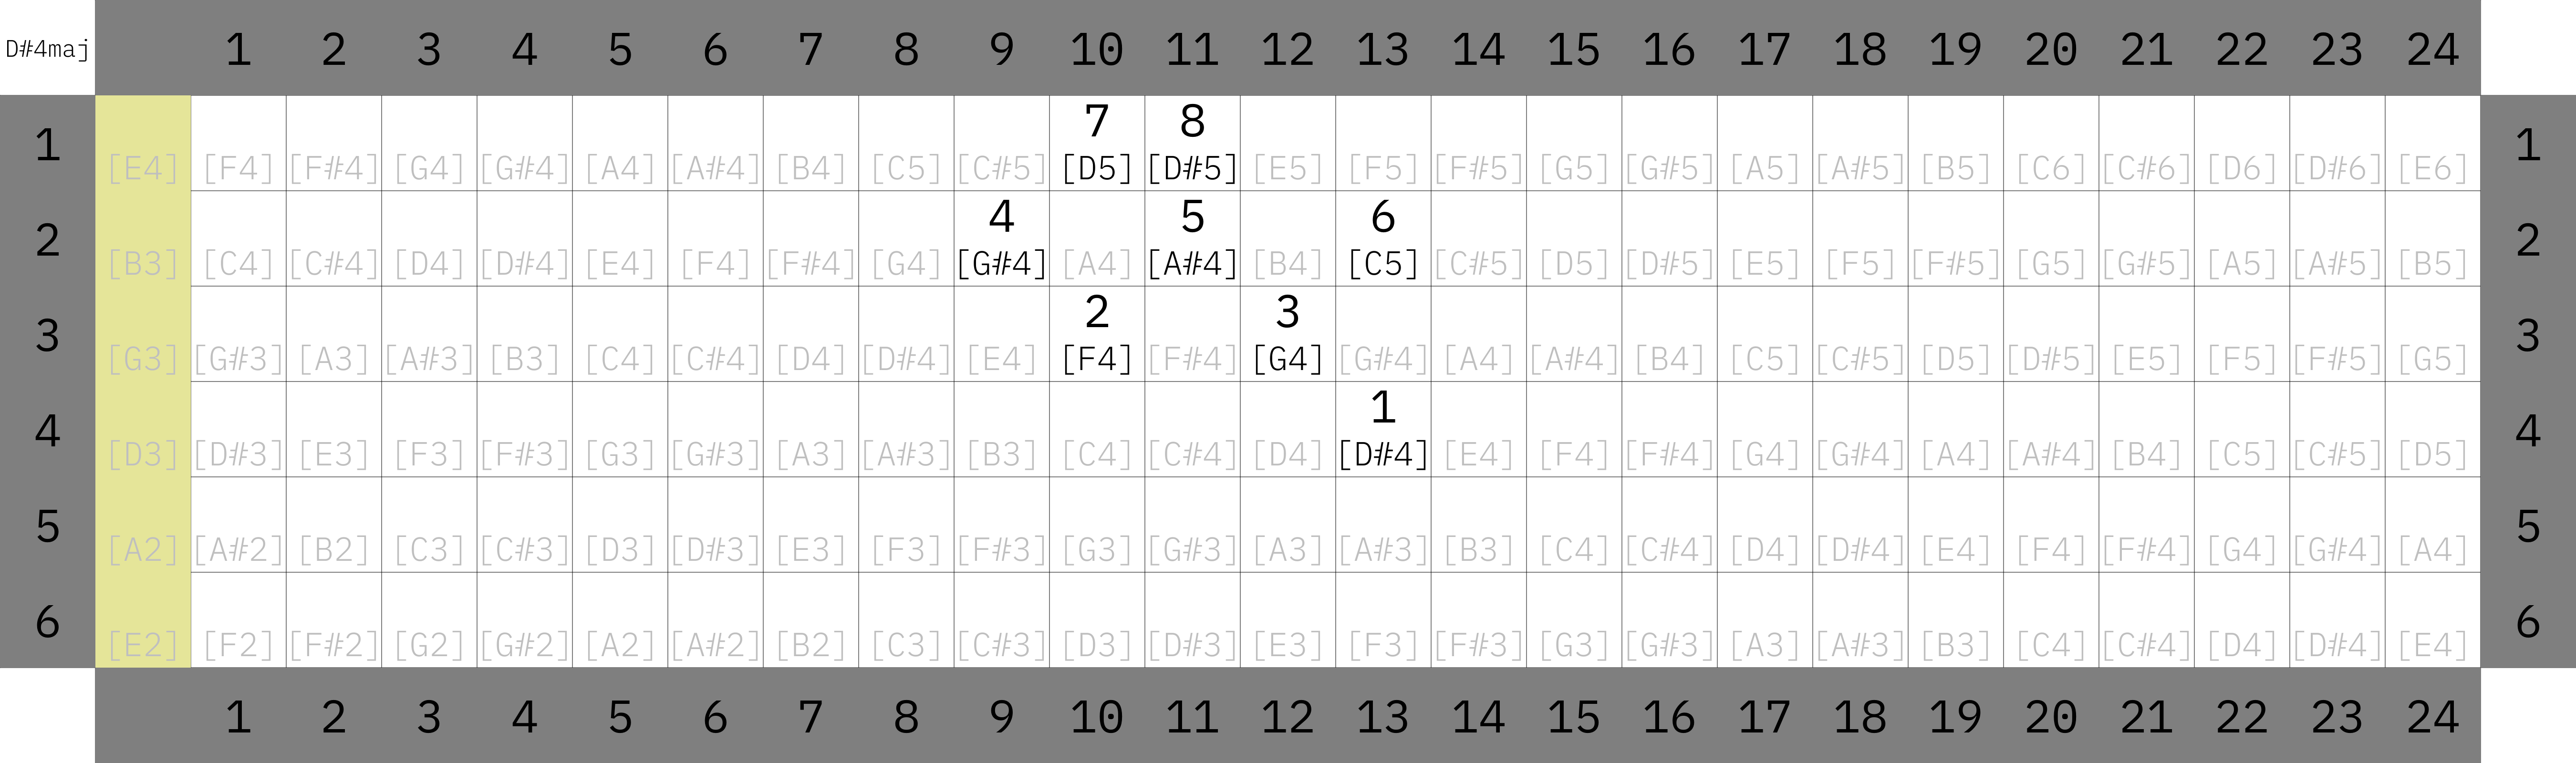 D#4maj 1 2 3 4 5 6 7 8 9 10 11 12 13 14 15 16 17 18 19 20 21 22 23 24
7 8
1 [E4] [F4] [F#4] [G4] [G#4] [A4] [A#4] [B4] [C5] [C#5] [D5] [D#5] [E5] [F5] [F#5] [G5] [G#5] [A5] [A#5] [B5] [C6] [C#6] [D6] [D#6] [E6] 1
4 5 6
2 [B3] [C4] [C#4] [D4] [D#4] [E4] [F4] [F#4] [G4] [G#4] [A4] [A#4] [B4] [C5] [C#5] [D5] [D#5] [E5] [F5] [F#5] [G5] [G#5] [A5] [A#5] [B5] 2
2 3
3 [G3] [G#3] [A3] [A#3] [B3] [C4] [C#4] [D4] [D#4] [E4] [F4] [F#4] [G4] [G#4] [A4] [A#4] [B4] [C5] [C#5] [D5] [D#5] [E5] [F5] [F#5] [G5] 3
1
4 [D3] [D#3] [E3] [F3] [F#3] [G3] [G#3] [A3] [A#3] [B3] [C4] [C#4] [D4] [D#4] [E4] [F4] [F#4] [G4] [G#4] [A4] [A#4] [B4] [C5] [C#5] [D5] 4
5 [A2] [A#2] [B2] [C3] [C#3] [D3] [D#3] [E3] [F3] [F#3] [G3] [G#3] [A3] [A#3] [B3] [C4] [C#4] [D4] [D#4] [E4] [F4] [F#4] [G4] [G#4] [A4] 5
6 [E2] [F2] [F#2] [G2] [G#2] [A2] [A#2] [B2] [C3] [C#3] [D3] [D#3] [E3] [F3] [F#3] [G3] [G#3] [A3] [A#3] [B3] [C4] [C#4] [D4] [D#4] [E4] 6
1 2 3 4 5 6 7 8 9 10 11 12 13 14 15 16 17 18 19 20 21 22 23 24